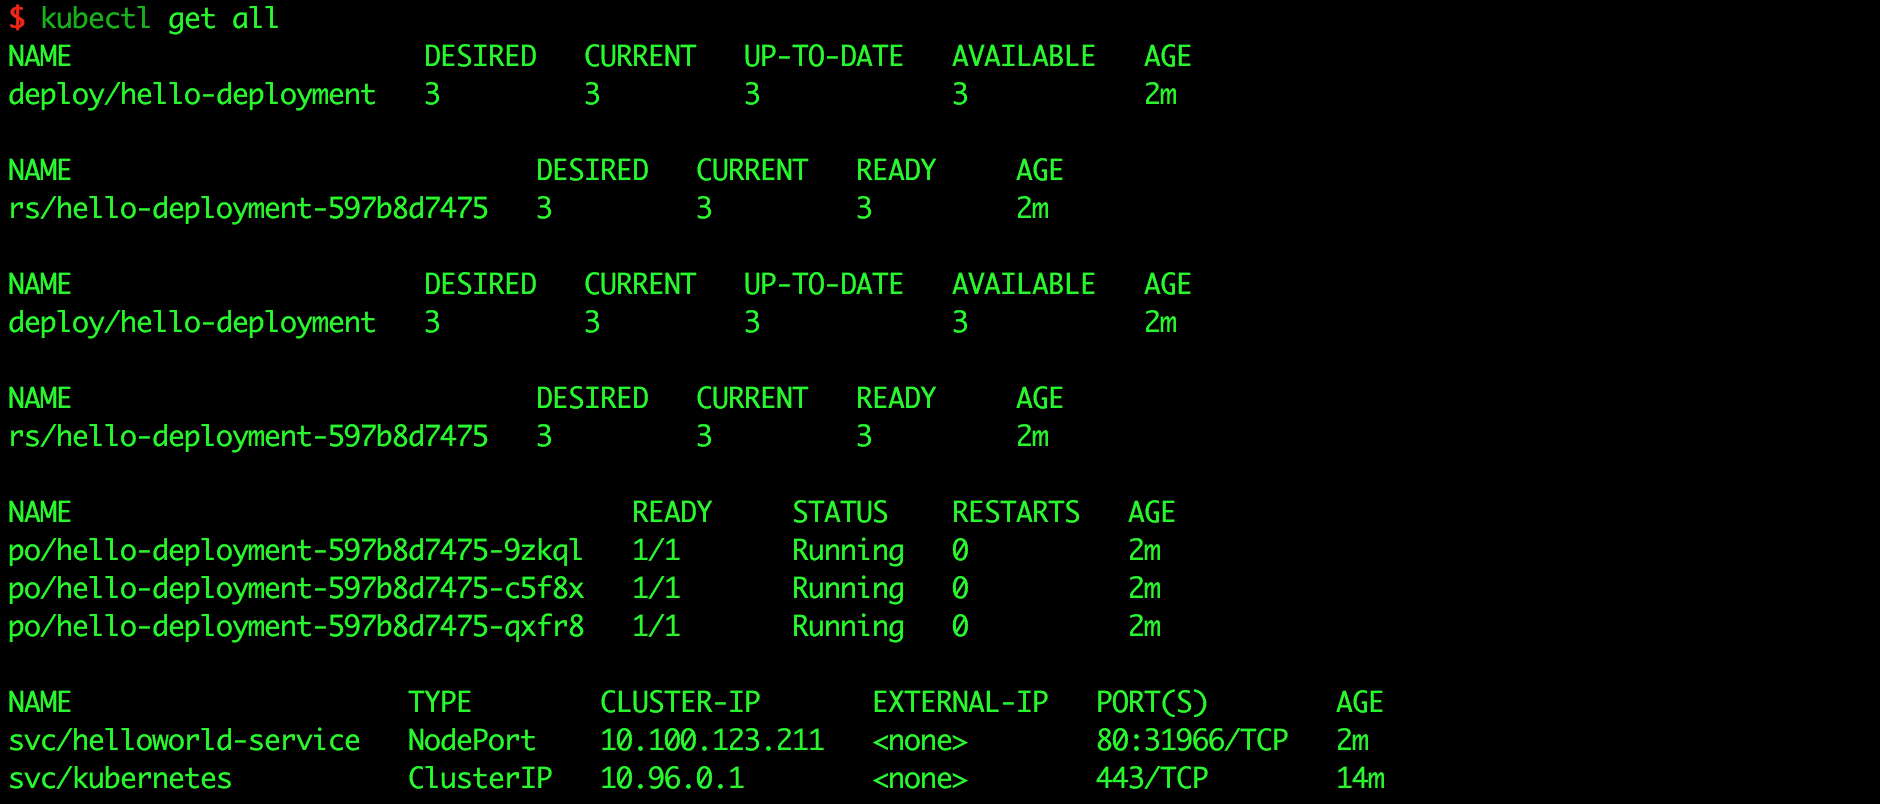 $ kubectl get all
NAME DESIRED CURRENT UP-TO-DATE AVAILABLE AGE
deploy/hello-deployment 3 3 3 3 2m
NAME DESIRED CURRENT READY AGE
rs/hello-deployment-597b8d7475 3 3 3 2m
NAME DESIRED CURRENT UP-TO-DATE AVAILABLE AGE
deploy/hello-deployment 3 3 3 3 2m
NAME DESIRED CURRENT READY AGE
rs/hello-deployment-597b8d7475 3 3 3 2m
NAME READY STATUS RESTARTS AGE
po/hello-deployment-597b8d7475-9zkql 1/1 Running 0 2m
po/hello-deployment-597b8d7475-c5f8x 1/1 Running 0 2m
po/hello-deployment-597b8d7475-qxfr8 1/1 Running 0 2m
NAME TYPE CLUSTER-IP EXTERNAL-IP PORT(S) AGE
svc/helloworld-service NodePort 10.100.123.211 <none> 80:31966/TCP 2m
svc/kubernetes ClusterIP 10.96.0.1 <none> 443/TCP 14m